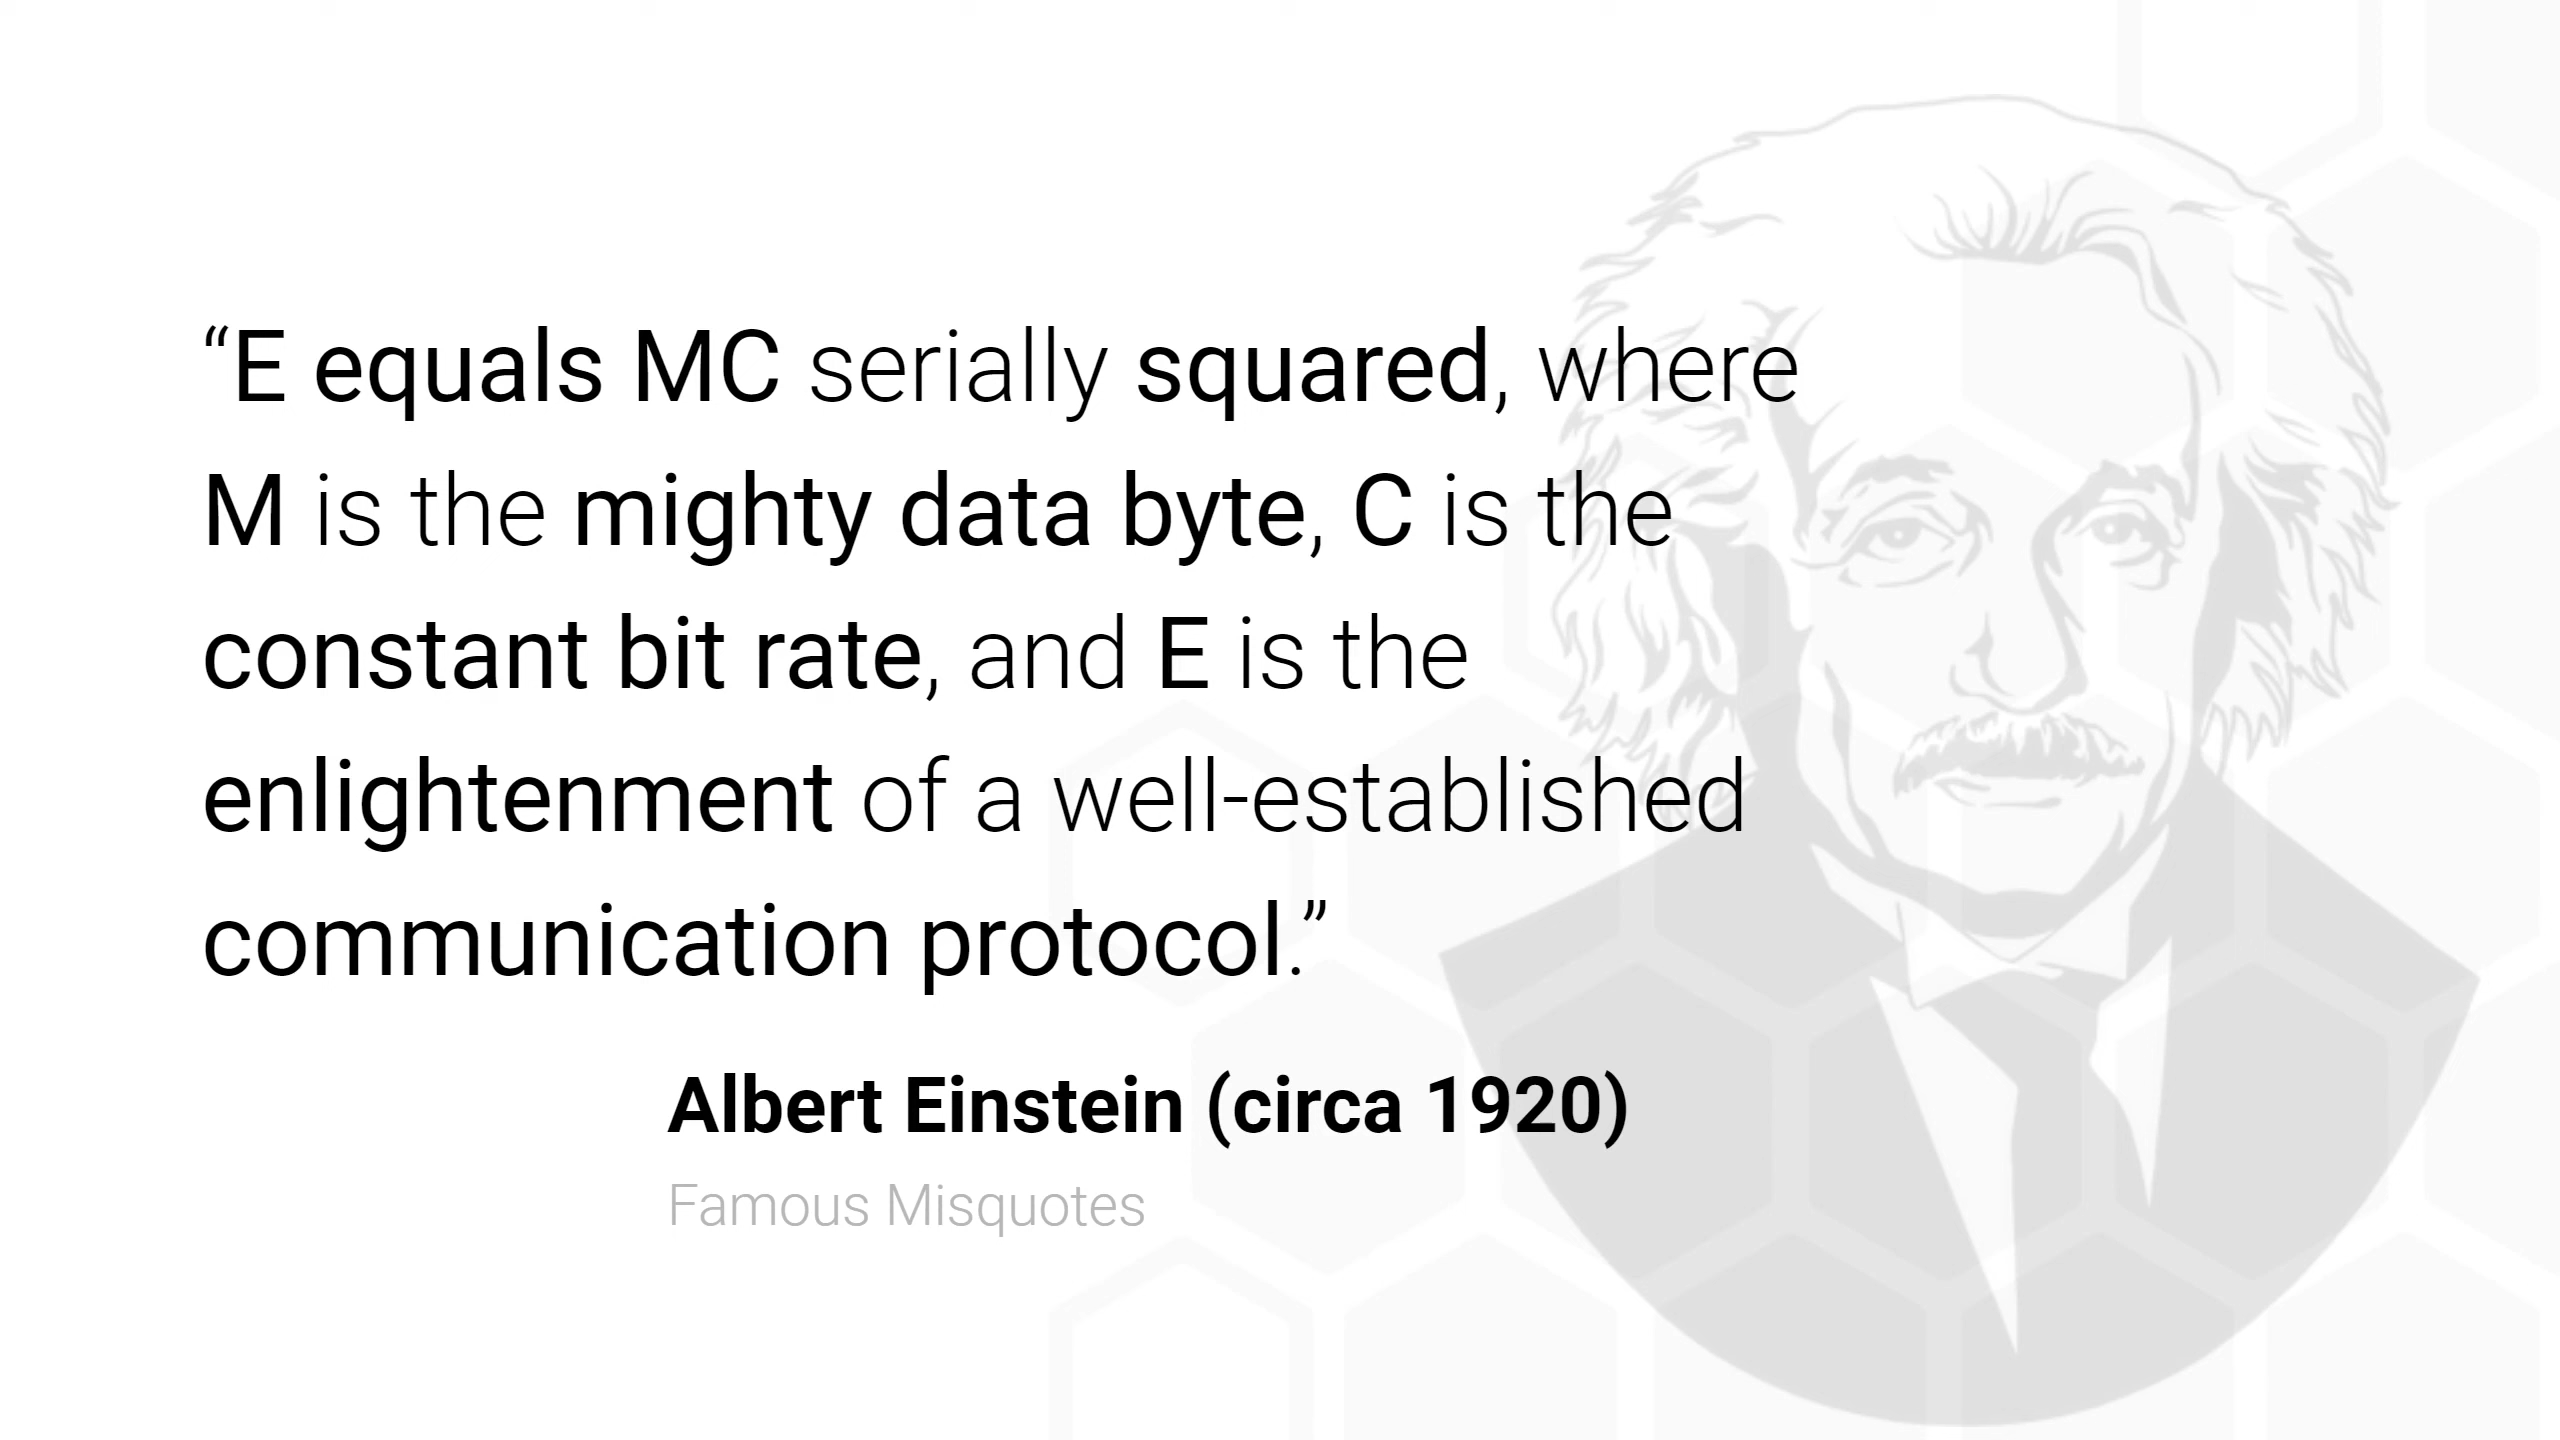 “E equals MC serially squared, where
M is the mighty data byte, C is the
constant bit rate, and E is the
enlightenment of a well-established
communication protocol.”
Albert Einstein (circa 1920)
Famous Misquotes